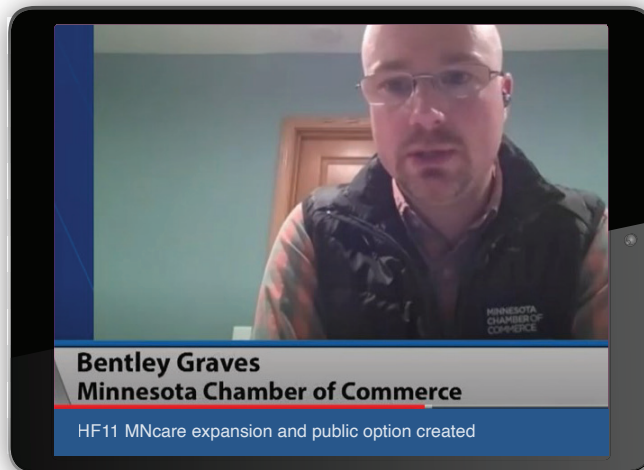 MINNESOTA
CHAMBER OF
COMMERCE
Bentley Graves
Minnesota Chamber of Commerce
HF11 MNcare expansion and public option created